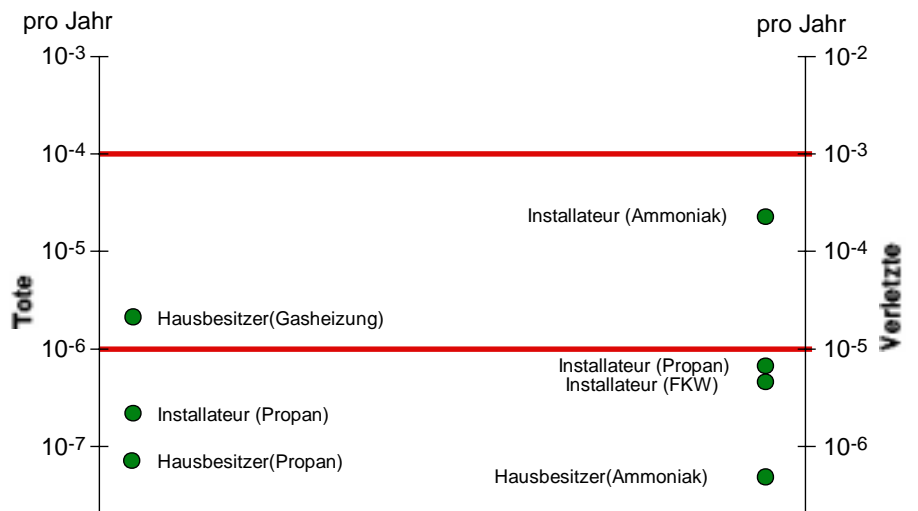 pro Jahr
pro Jahr
10-3
10-2
10-4
10-3
Installateur (Ammoniak)
10-5
10-4
Tote
Verletzte
Hausbesitzer(Gasheizung)
10-6
10-5
Installateur (Propan)
Installateur (FKW)
Installateur (Propan)
10-7
10-6
Hausbesitzer(Propan)
Hausbesitzer(Ammoniak)